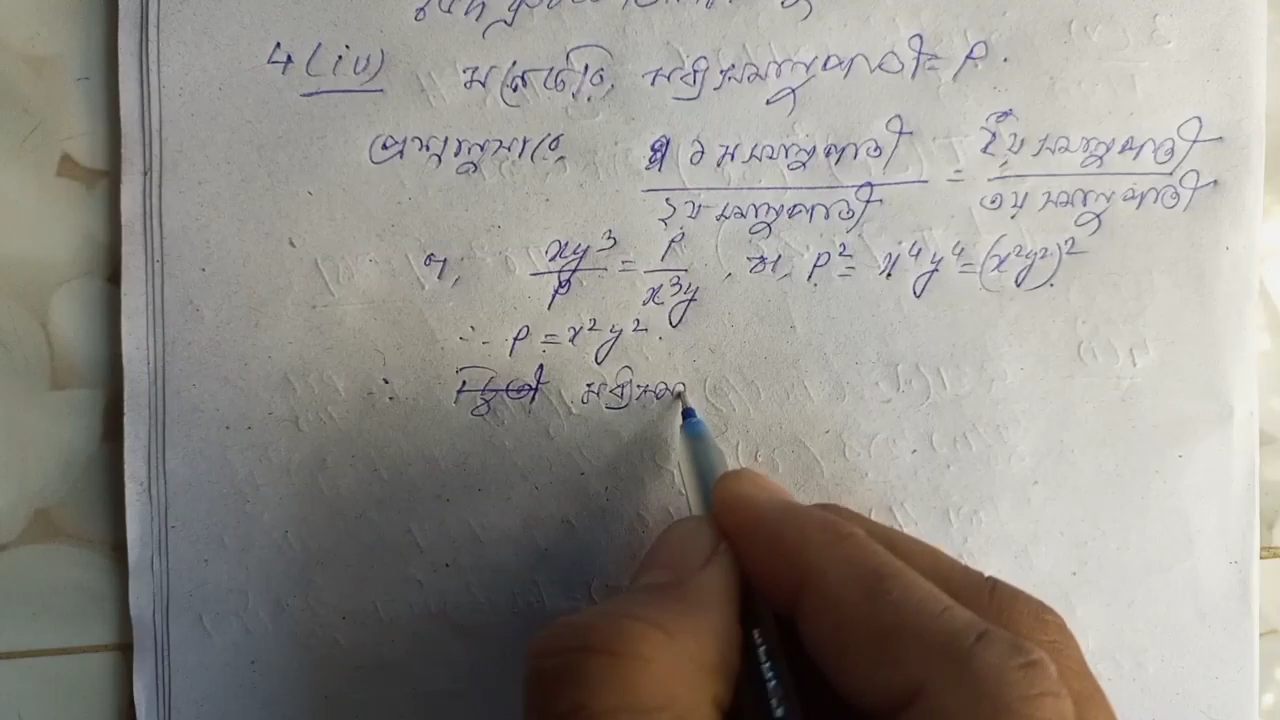 4(iv) মনেকরি, মধ্যসমানুপাতী= p.
প্রশ্নানুসারে, ১ম সমানুপাতী / ২য় সমানুপাতী = ২য় সমানুপাতী / ৩য় সমানুপাতী
বা, xy³/p = p/x³y, বা, p² = x⁴y⁴ = (x²y²)²
∴ p = x²y².
∴ মধ্যসমা